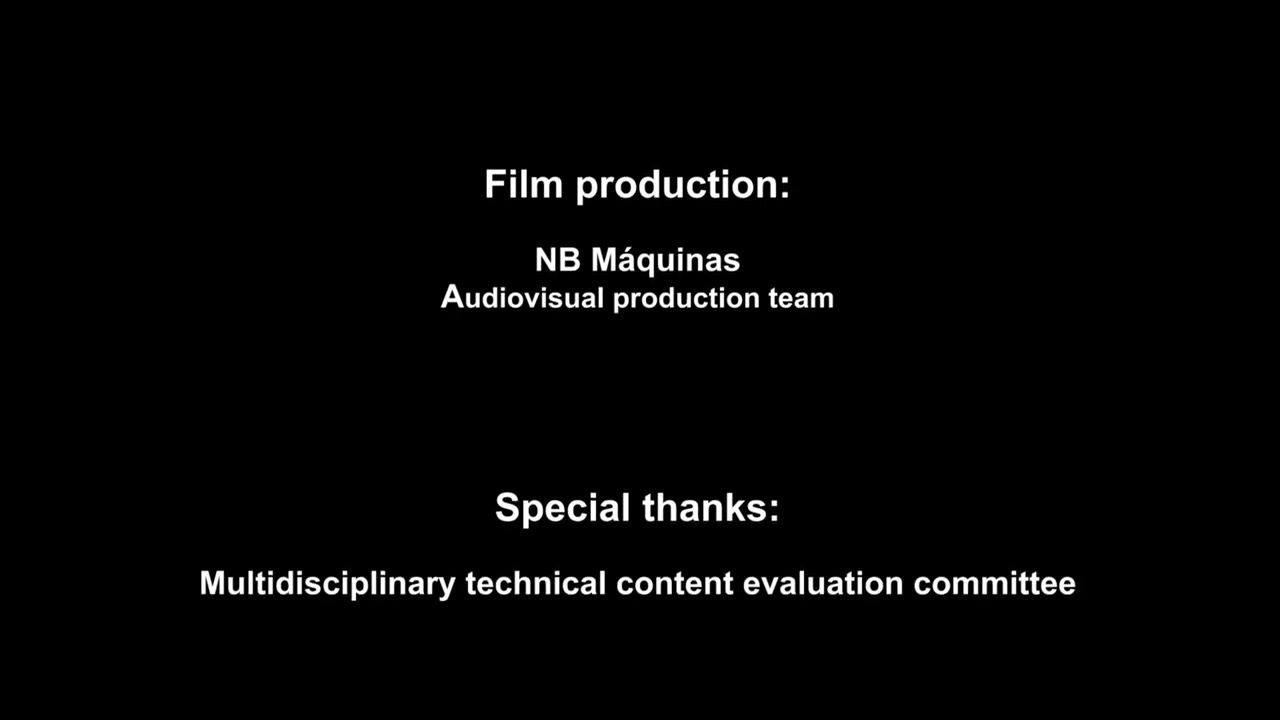 Film production:
NB Máquinas
Audiovisual production team
Special thanks:
Multidisciplinary technical content evaluation committee